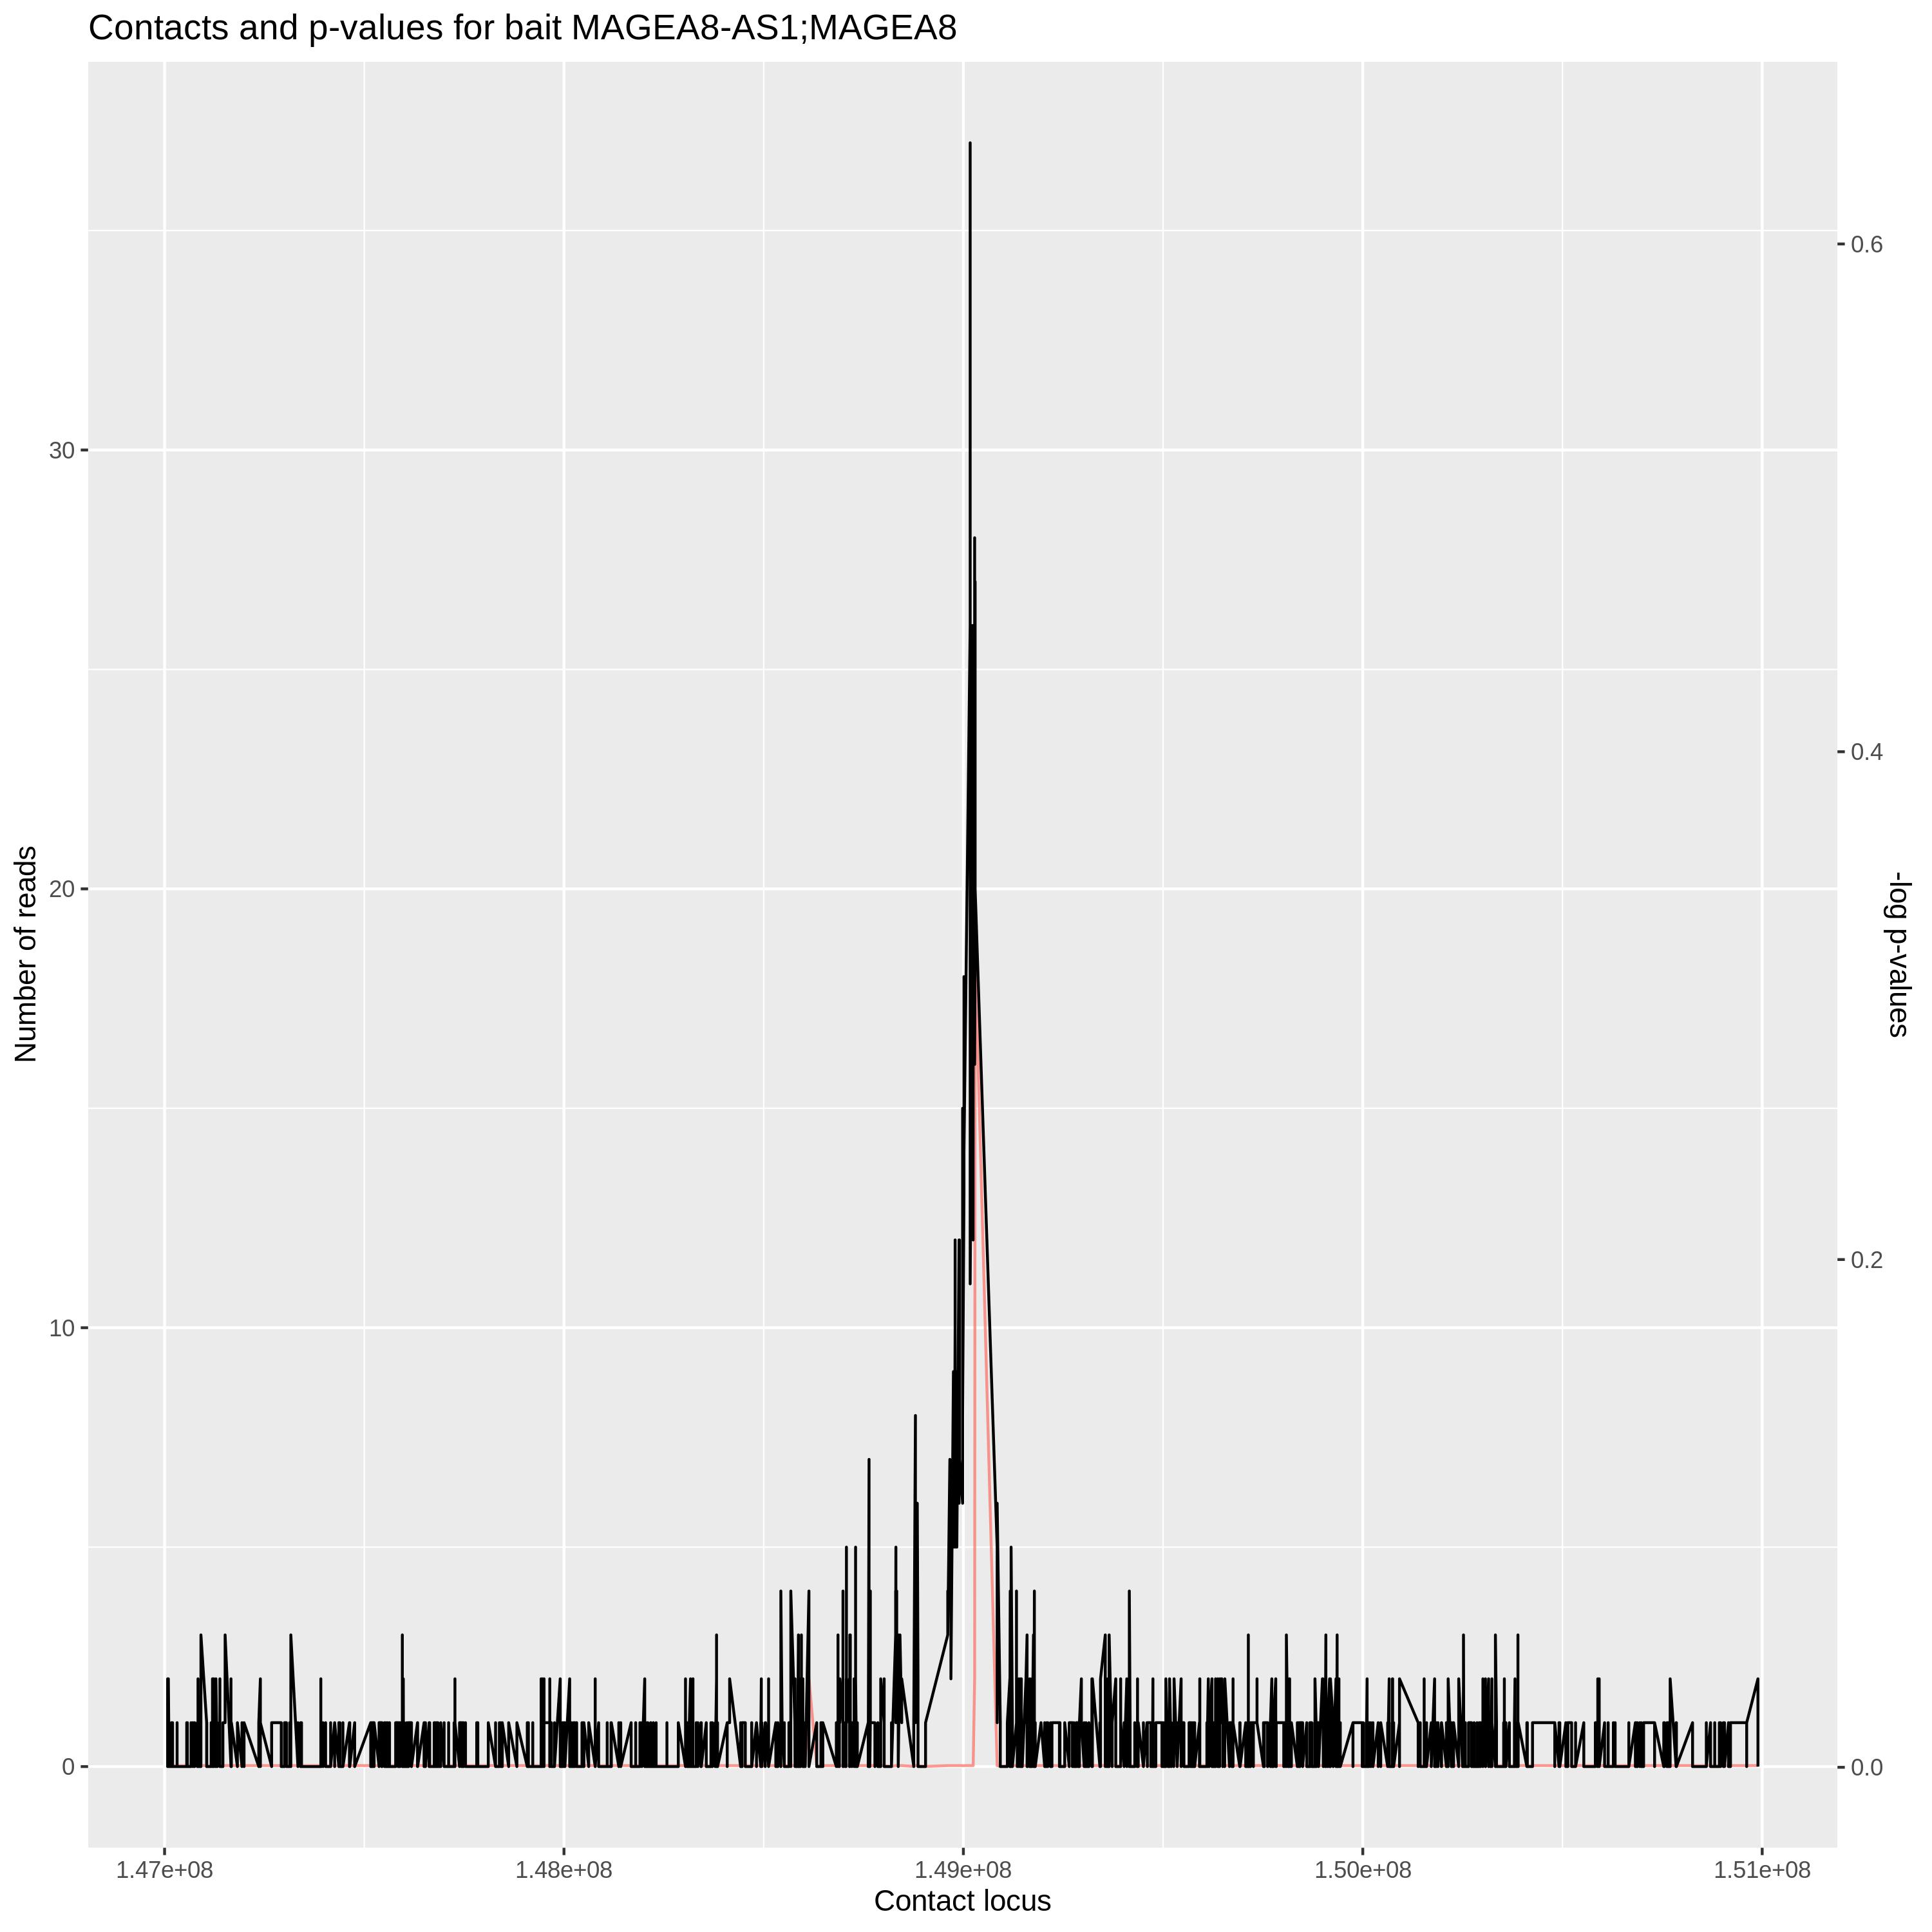 Contacts and p-values for bait MAGEA8-AS1;MAGEA8
30
20
10
0
Number of reads
0.6
0.4
0.2
0.0
-log p-values
1.47e+08
1.48e+08
1.49e+08
1.50e+08
1.51e+08
Contact locus